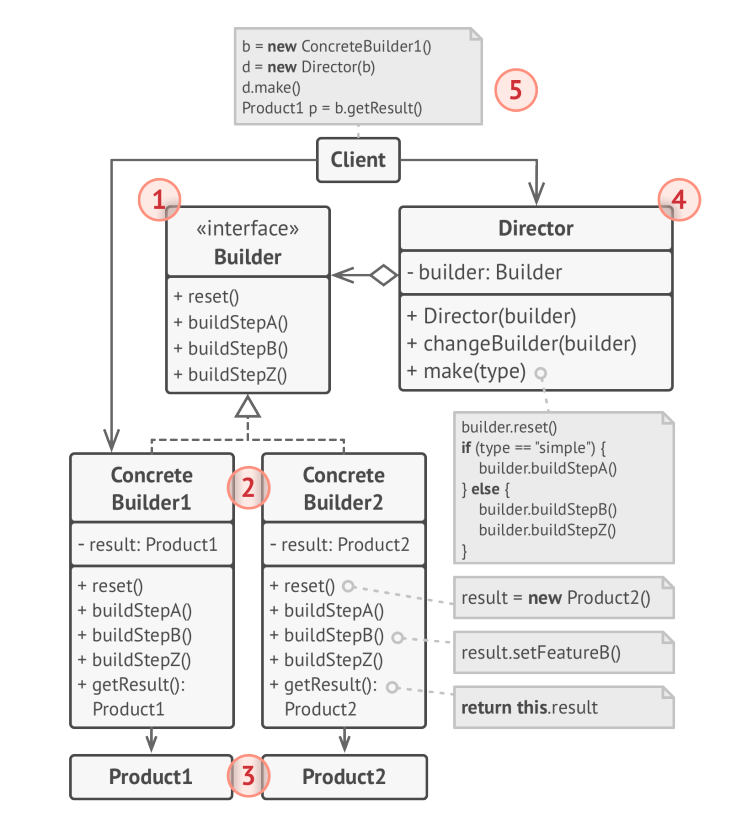 b = new ConcreteBuilder1()
d = new Director(b)
d.make()
Product1 p = b.getResult()
5
Client
1
«interface»
Builder
+ reset()
+ buildStepA()
+ buildStepB()
+ buildStepZ()
4
Director
- builder: Builder
+ Director(builder)
+ changeBuilder(builder)
+ make(type)
builder.reset()
if (type == "simple") {
builder.buildStepA()
} else {
builder.buildStepB()
builder.buildStepZ()
}
Concrete
Builder1
- result: Product1
+ reset()
+ buildStepA()
+ buildStepB()
+ buildStepZ()
+ getResult():
Product1
2
Concrete
Builder2
- result: Product2
+ reset()
+ buildStepA()
+ buildStepB()
+ buildStepZ()
+ getResult():
Product2
result = new Product2()
result.setFeatureB()
return this.result
Product1
3
Product2